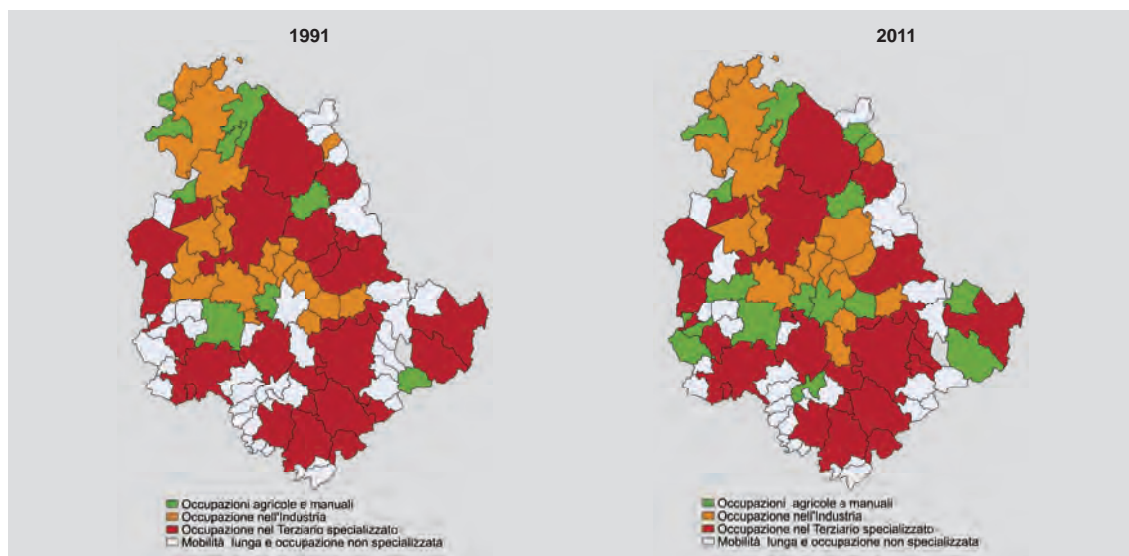 1991
2011
Occupazioni agricole e manuali
Occupazione nell'Industria
Occupazione nel Terziario specializzato
Mobilità lunga e occupazione non specializzata
Occupazioni agricole e manuali
Occupazione nell'Industria
Occupazione nel Terziario specializzato
Mobilità lunga e occupazione non specializzata